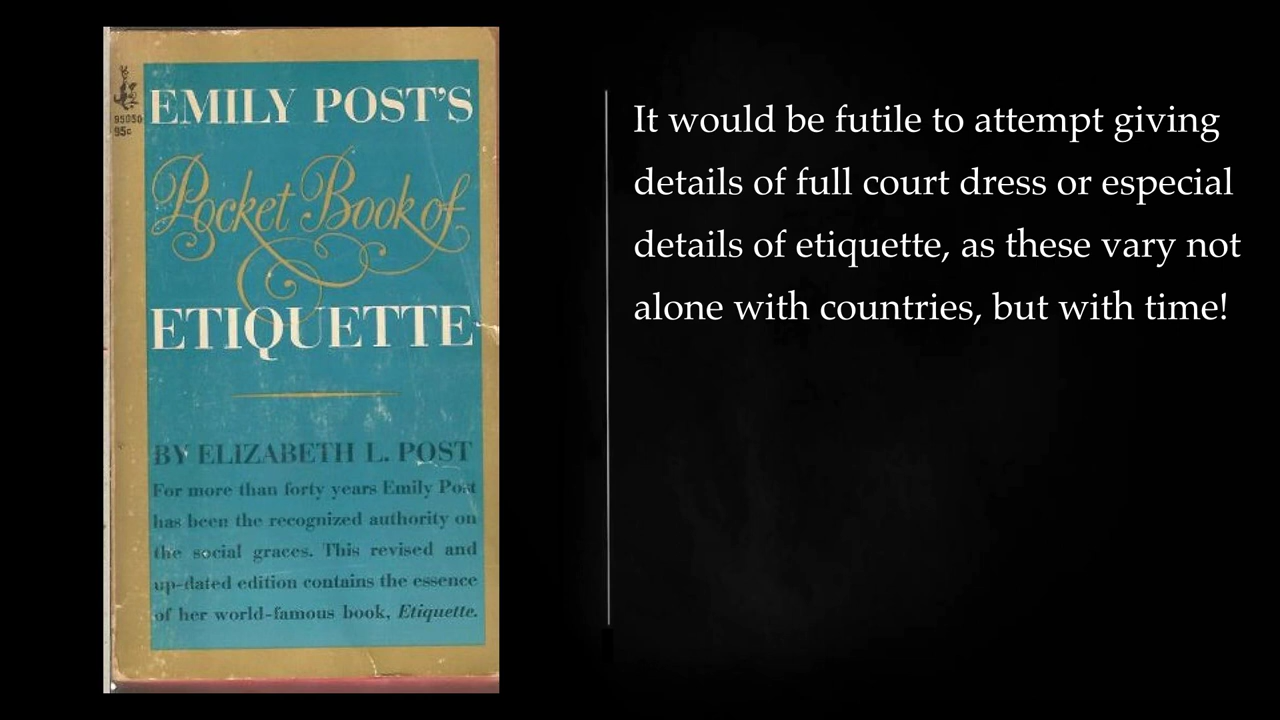 EMILY POST'S
95050
95c
Pocket Book of
ETIQUETTE
BY ELIZABETH L. POST
For more than forty years Emily Post
has been the recognized authority on
the social graces. This revised and
up-dated edition contains the essence
of her world-famous book, Etiquette.
It would be futile to attempt giving
details of full court dress or especial
details of etiquette, as these vary not
alone with countries, but with time!